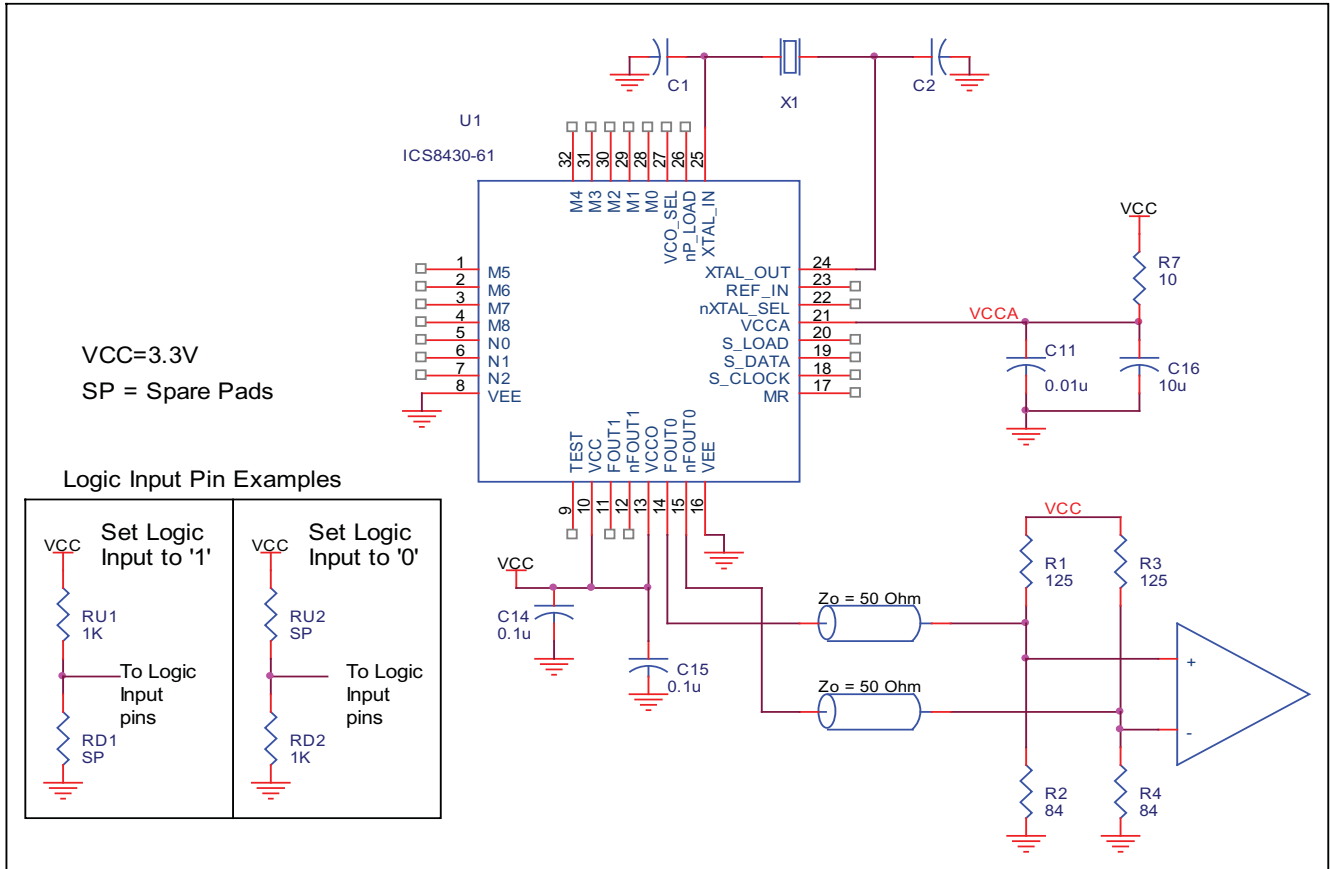 C1
X1
C2
U1
ICS8430-61
32
31
30
29
28
27
26
25
M4
M3
M2
M1
M0
VCO_SEL
nP_LOAD
XTAL_IN
1 M5
2 M6
3 M7
4 M8
5 N0
6 N1
7 N2
8 VEE
XTAL_OUT 24
REF_IN 23
nXTAL_SEL 22
VCCA 21
S_LOAD 20
S_DATA 19
S_CLOCK 18
MR 17
TEST
VCC
FOUT1
nFOUT1
VCCO
FOUT0
nFOUT0
VEE
9
10
11
12
13
14
15
16
VCC
R7
10
VCCA
C11
0.01u
C16
10u
VCC=3.3V
SP = Spare Pads
Logic Input Pin Examples
Set Logic
Input to '1'
VCC
RU1
1K
To Logic
Input
pins
RD1
SP
Set Logic
Input to '0'
VCC
RU2
SP
To Logic
Input
pins
RD2
1K
VCC
C14
0.1u
C15
0.1u
Zo = 50 Ohm
Zo = 50 Ohm
VCC
R1
125
R3
125
+
-
R2
84
R4
84